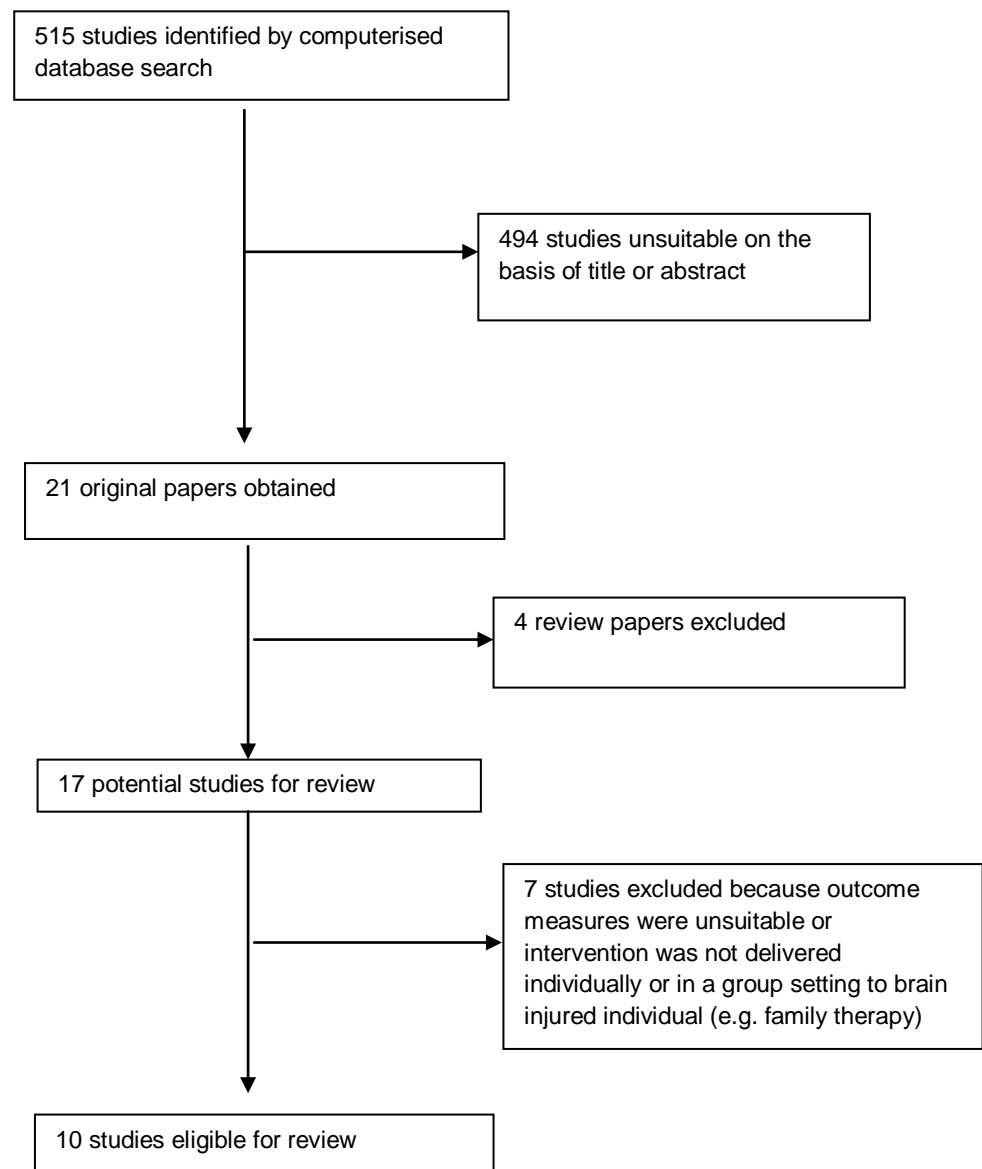 515 studies identified by computerised
database search
494 studies unsuitable on the
basis of title or abstract
21 original papers obtained
4 review papers excluded
17 potential studies for review
7 studies excluded because outcome
measures were unsuitable or
intervention was not delivered
individually or in a group setting to brain
injured individual (e.g. family therapy)
10 studies eligible for review